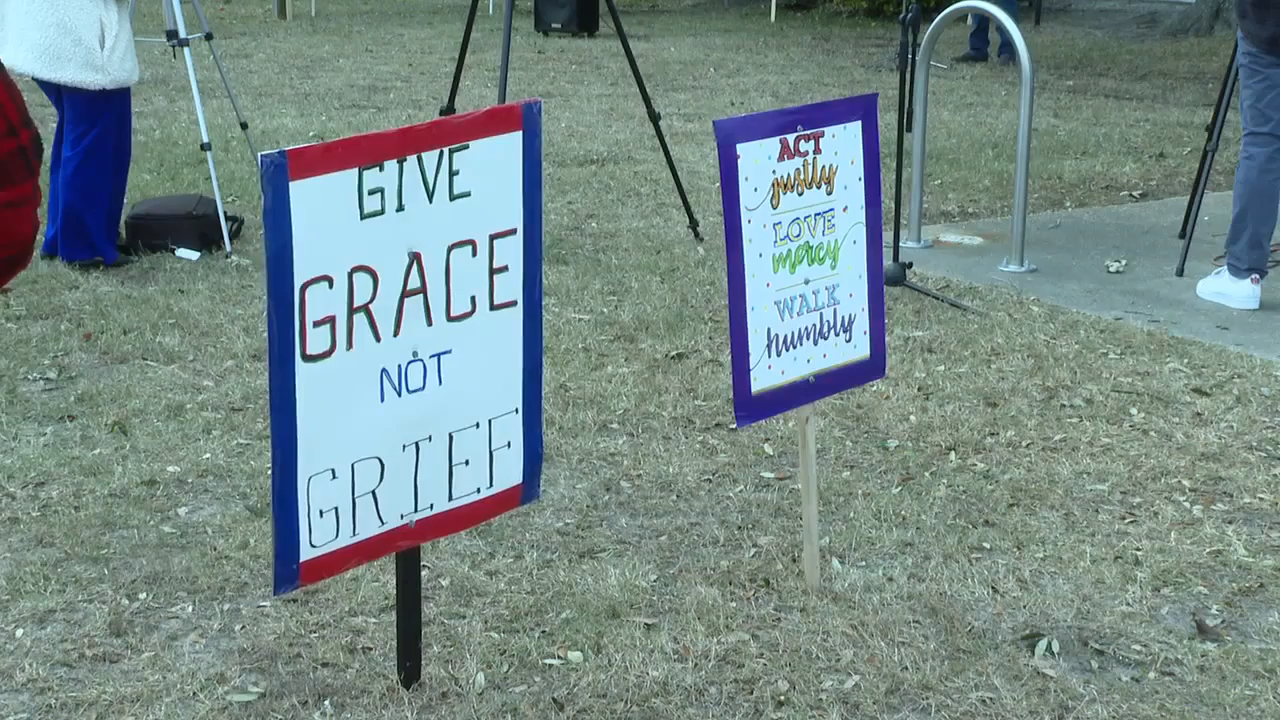 GIVE
GRACE
NOT
GRIEF
ACT
justly
LOVE
mercy
WALK
humbly